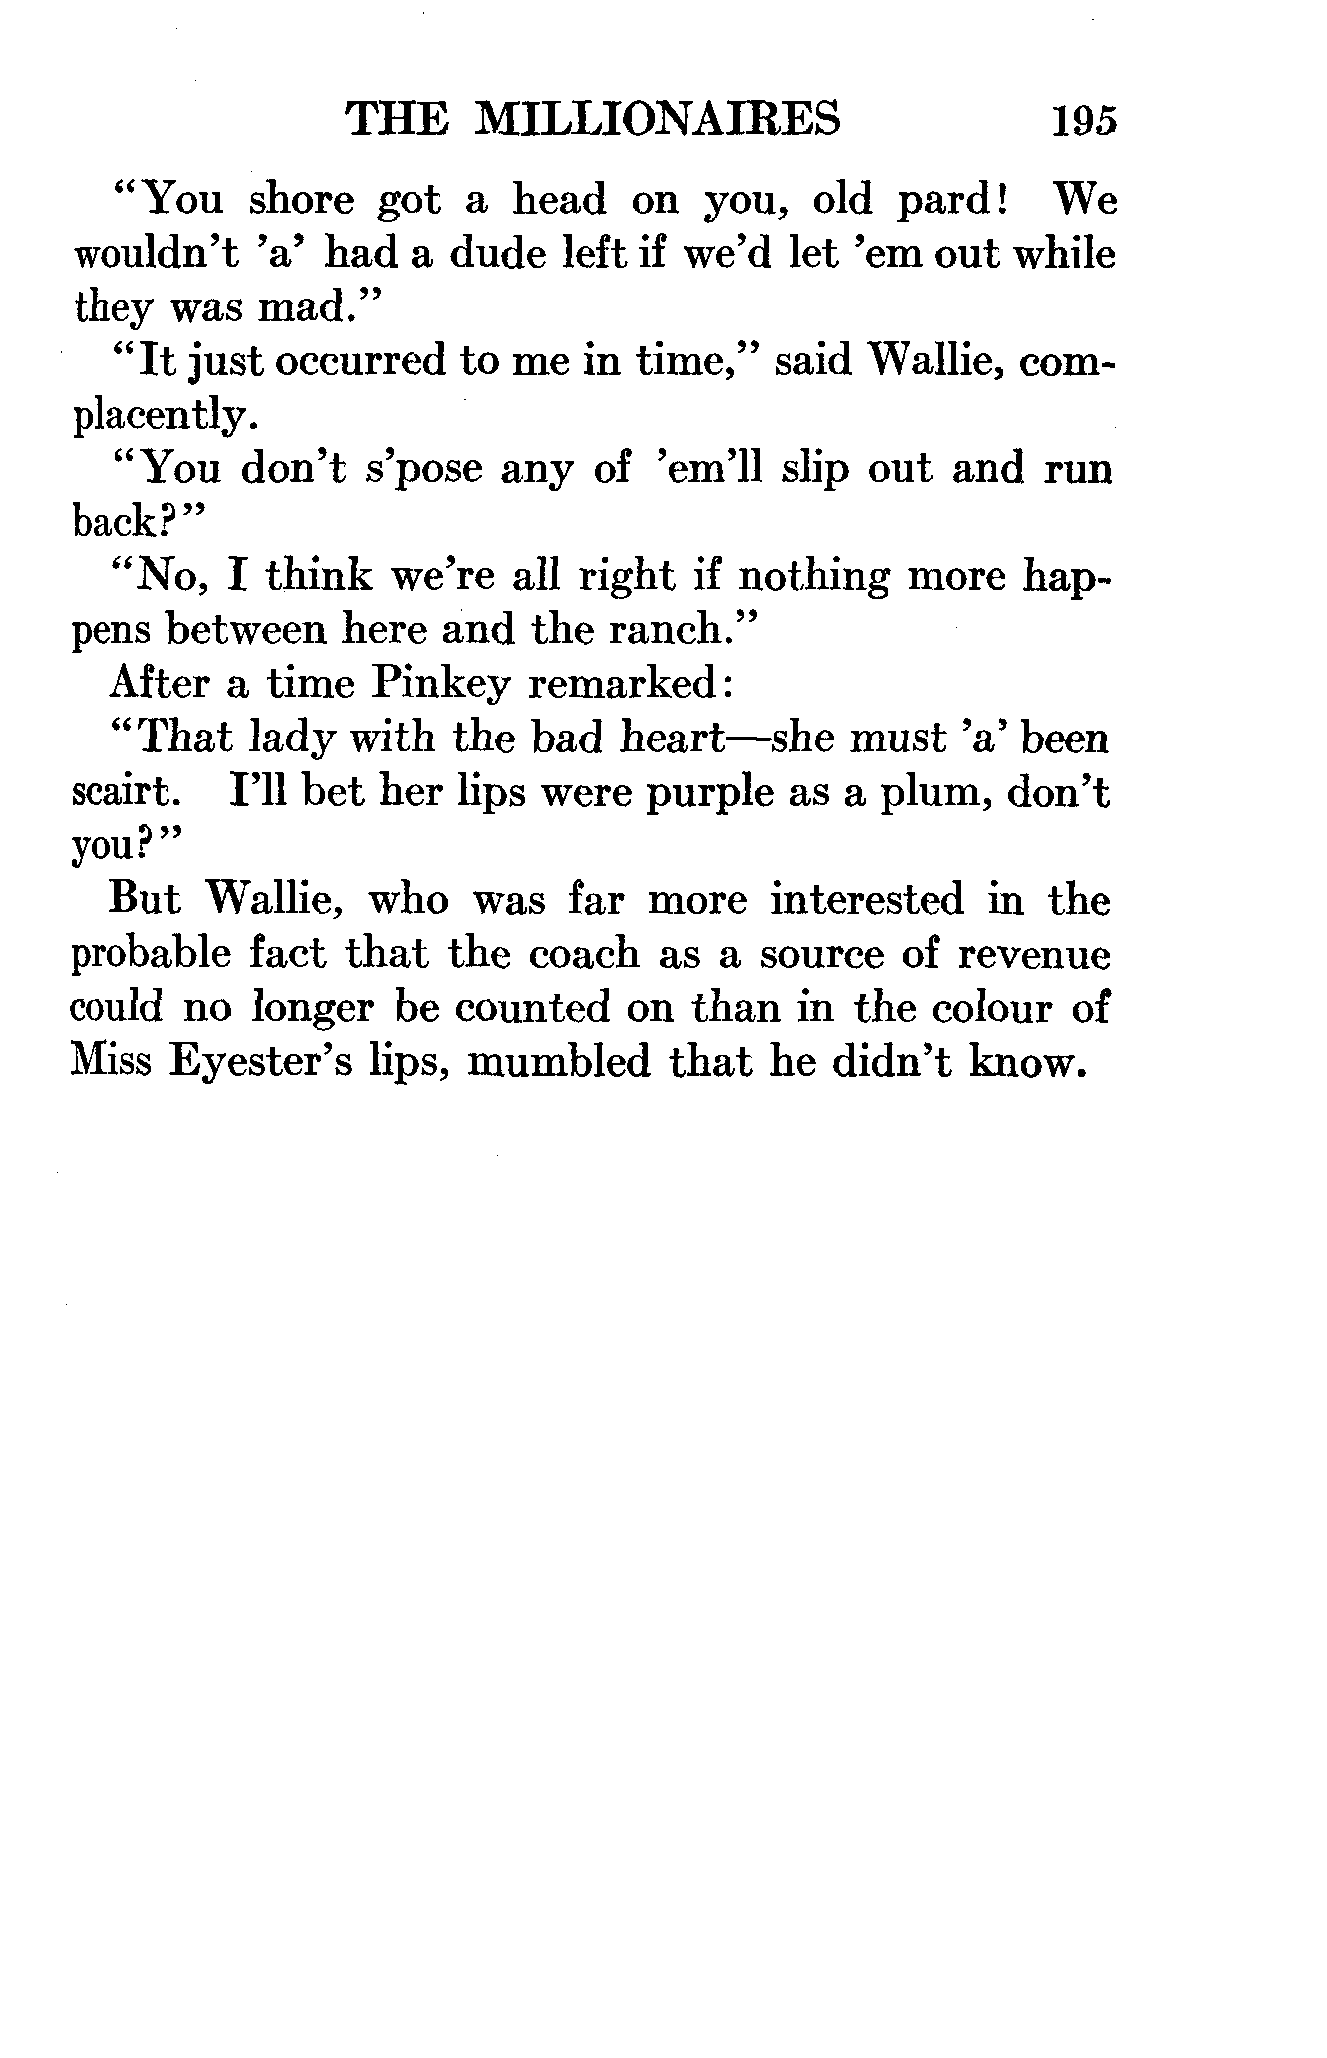 THE MILLIONAIRES 195
“You shore got a head on you, old pard! We
wouldn’t ’a’ had a dude left if we’d let ’em out while
they was mad.”
“It just occurred to me in time,” said Wallie, com-
placently.
“You don’t s’pose any of ’em’ll slip out and run
back?”
“No, I think we’re all right if nothing more hap-
pens between here and the ranch.”
After a time Pinkey remarked:
“That lady with the bad heart—she must ’a’ been
scairt. I’ll bet her lips were purple as a plum, don’t
you?”
But Wallie, who was far more interested in the
probable fact that the coach as a source of revenue
could no longer be counted on than in the colour of
Miss Eyester’s lips, mumbled that he didn’t know.